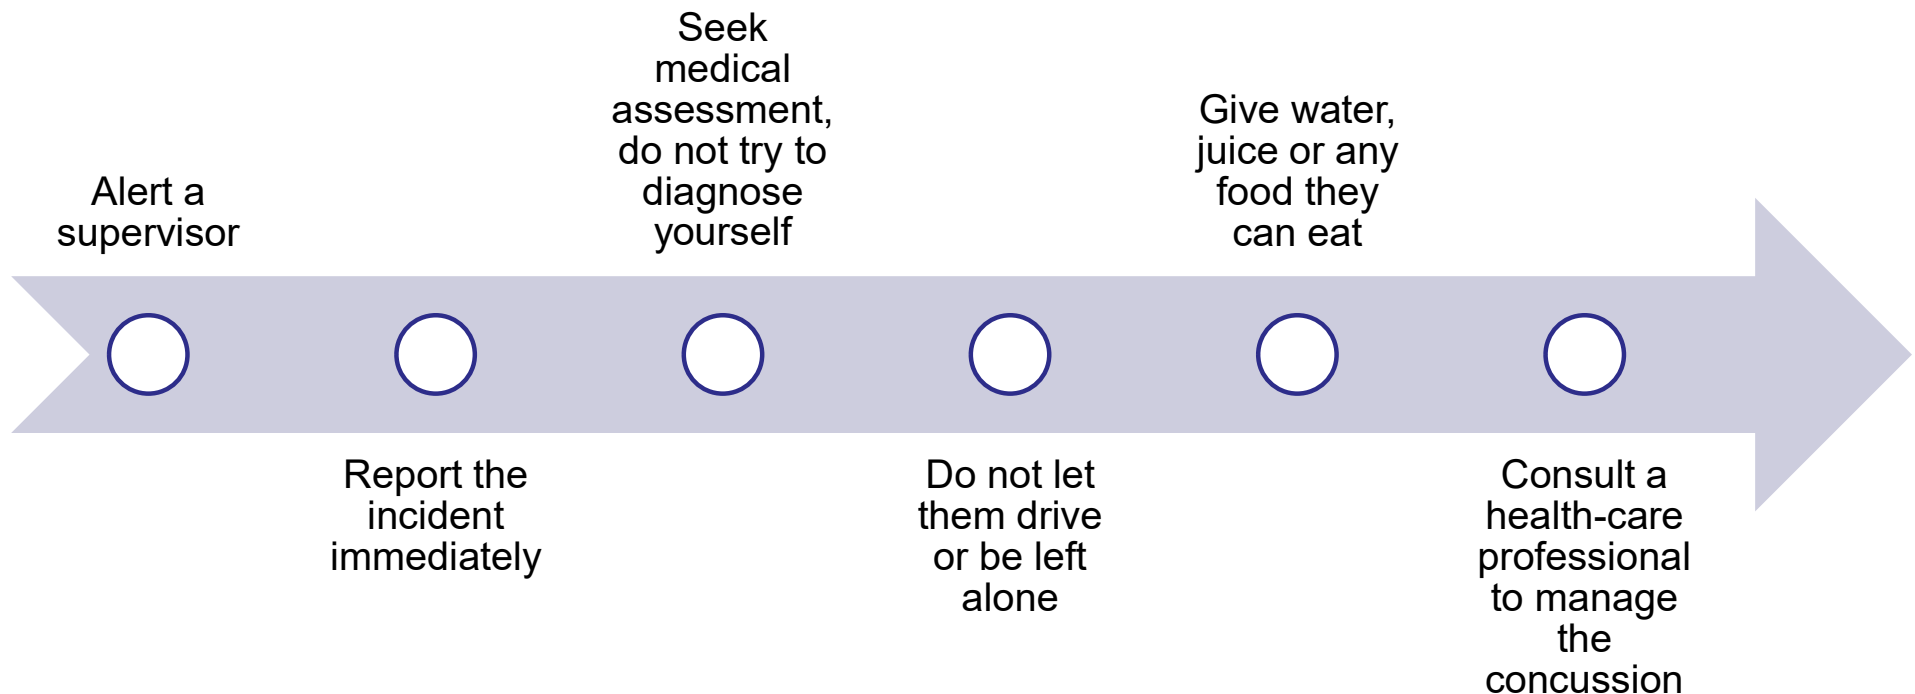 Alert a
supervisor
Report the
incident
immediately
Seek
medical
assessment,
do not try to
diagnose
yourself
Do not let
them drive
or be left
alone
Give water,
juice or any
food they
can eat
Consult a
health-care
professional
to manage
the
concussion